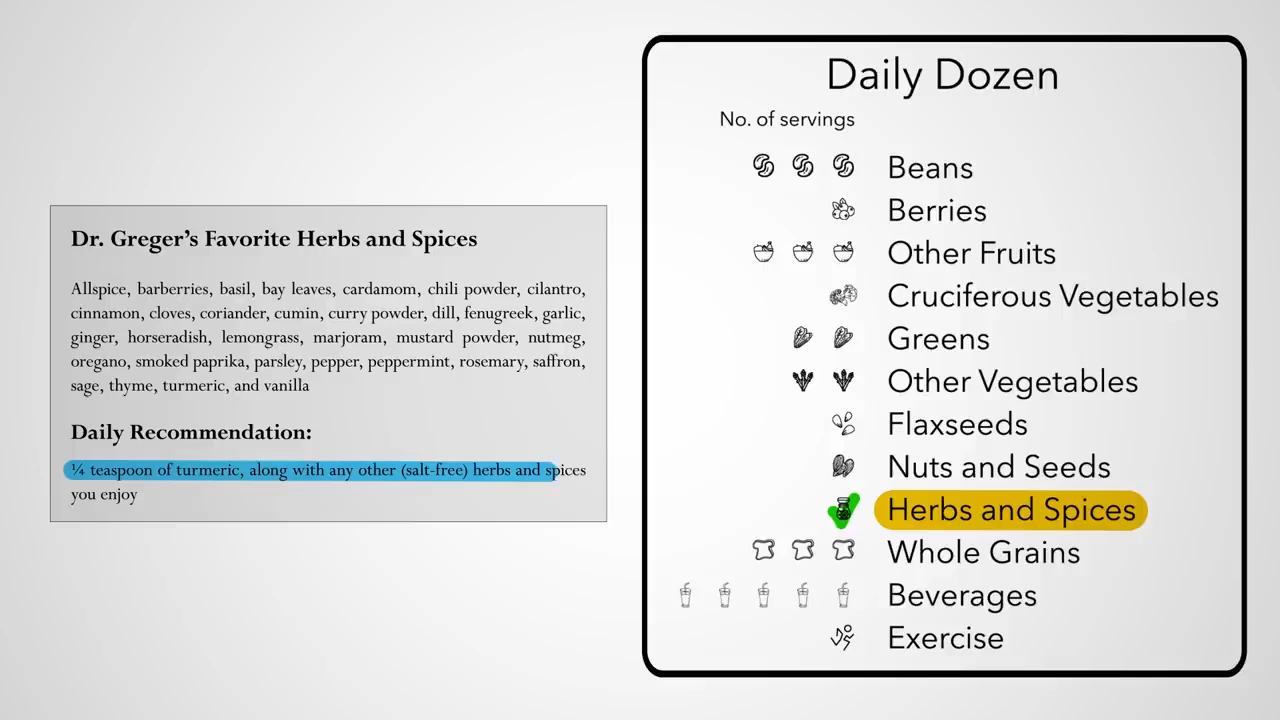 Dr. Greger's Favorite Herbs and Spices
Allspice, barberries, basil, bay leaves, cardamom, chili powder, cilantro,
cinnamon, cloves, coriander, cumin, curry powder, dill, fenugreek, garlic,
ginger, horseradish, lemongrass, marjoram, mustard powder, nutmeg,
oregano, smoked paprika, parsley, pepper, peppermint, rosemary, saffron,
sage, thyme, turmeric, and vanilla
Daily Recommendation:
¼ teaspoon of turmeric, along with any other (salt-free) herbs and spices
you enjoy
Daily Dozen
No. of servings
Beans
Berries
Other Fruits
Cruciferous Vegetables
Greens
Other Vegetables
Flaxseeds
Nuts and Seeds
Herbs and Spices
Whole Grains
Beverages
Exercise